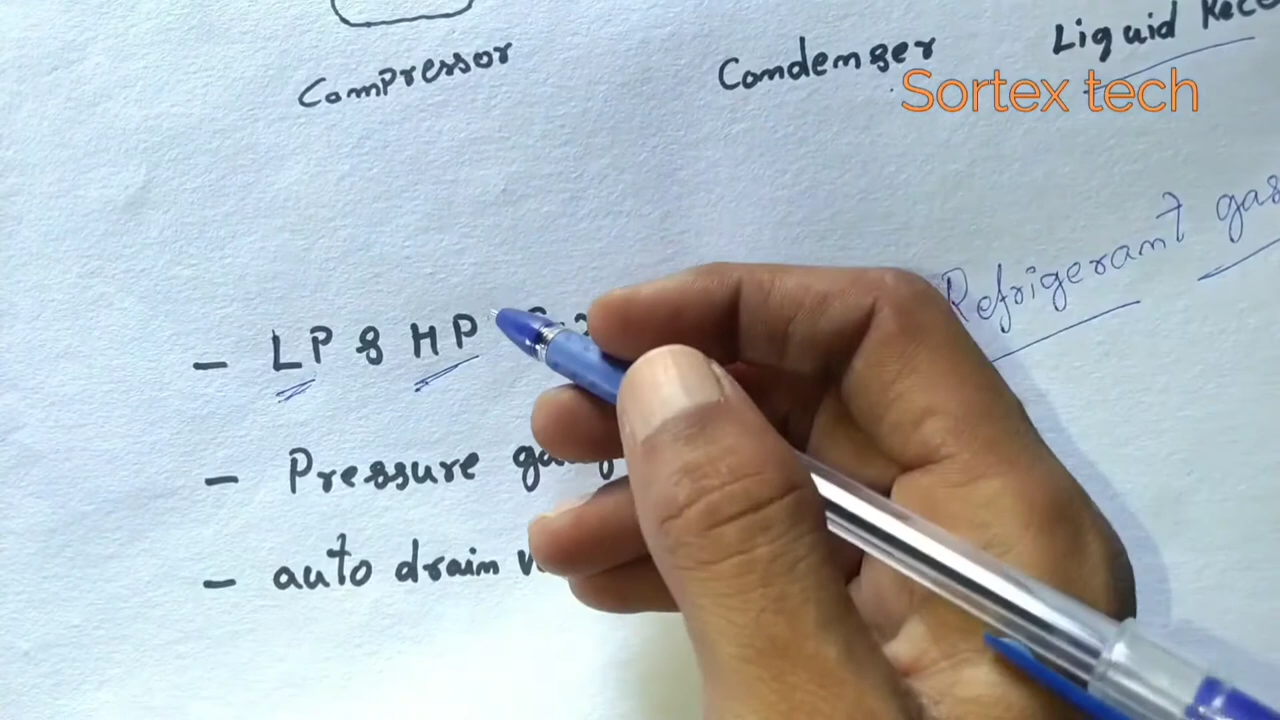 Compressor
Condenser
Liquid
Sortex tech
Refrigerant gas
- LP & HP
- Pressure
- auto drain